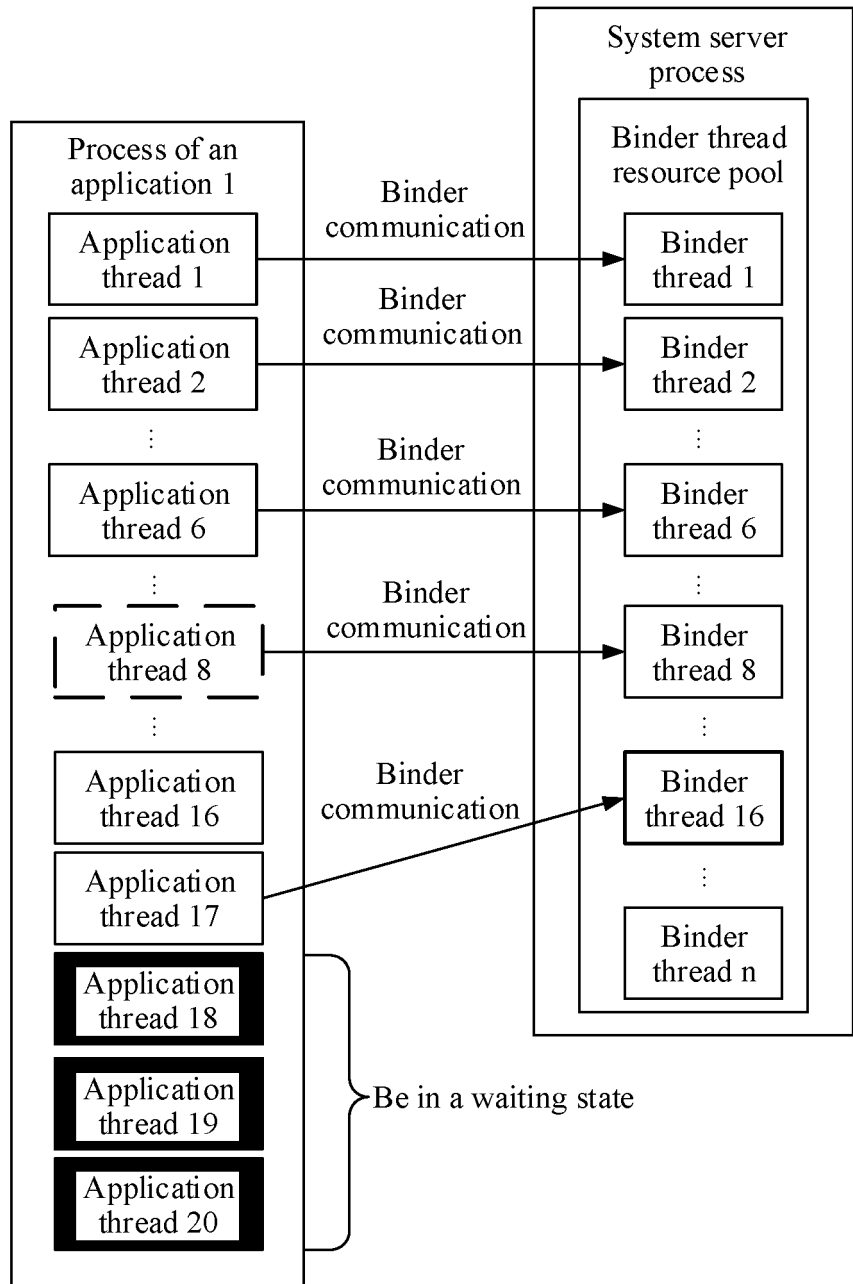 System server
process
Process of an
application 1
Binder thread
resource pool
Application
thread 1
Binder
communication
Binder
thread 1
Application
thread 2
Binder
communication
Binder
thread 2
⋮
⋮
Application
thread 6
Binder
communication
Binder
thread 6
⋮
⋮
Application
thread 8
Binder
communication
Binder
thread 8
⋮
⋮
Application
thread 16
Binder
communication
Binder
thread 16
Application
thread 17
⋮
Binder
thread n
Application
thread 18
Application
thread 19
Be in a waiting state
Application
thread 20